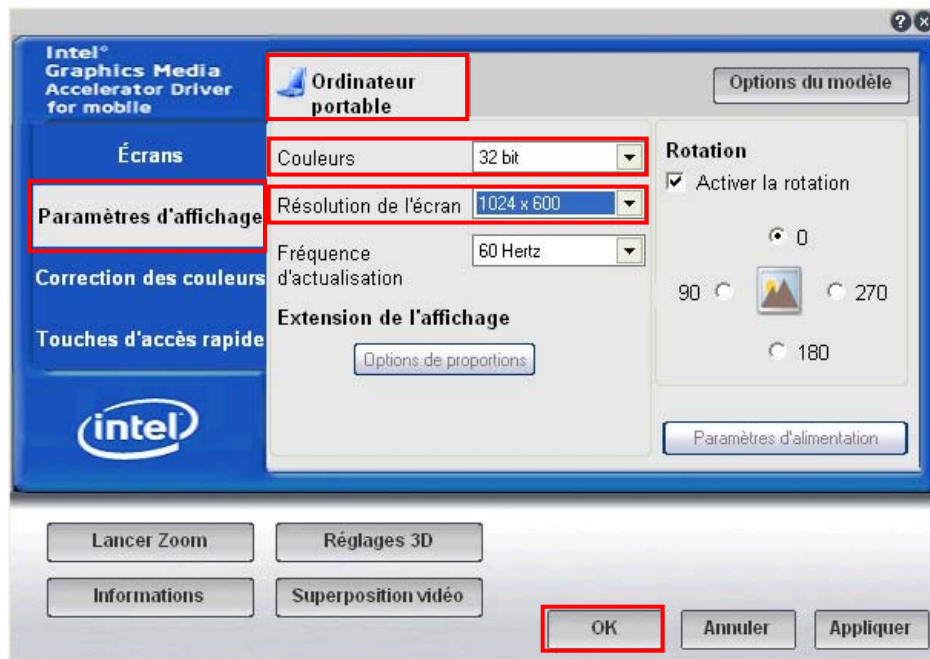 Intel®
Graphics Media
Accelerator Driver
for mobile
Écrans
Paramètres d'affichage
Correction des couleurs
Touches d'accès rapide
intel
Ordinateur
portable
Options du modèle
Couleurs
32 bit
Résolution de l'écran
1024 x 600
Fréquence
d'actualisation
60 Hertz
Extension de l'affichage
Options de proportions
Rotation
Activer la rotation
0
90
270
180
Paramètres d'alimentation
Lancer Zoom
Réglages 3D
Informations
Superposition vidéo
OK
Annuler
Appliquer